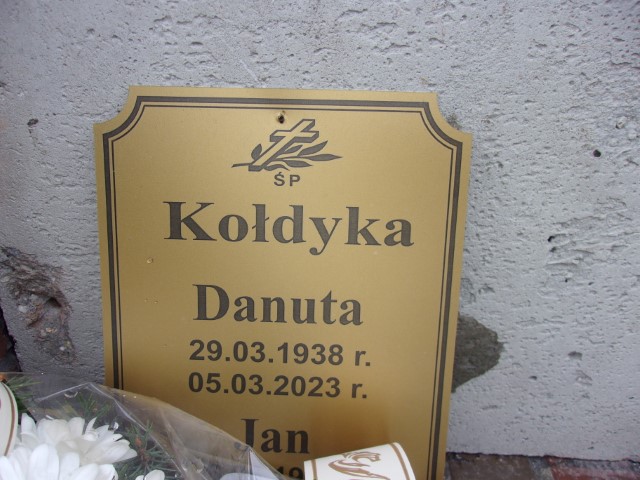 ŚP
Kołdyka
Danuta
29.03.1938 r.
05.03.2023 r.
Jan